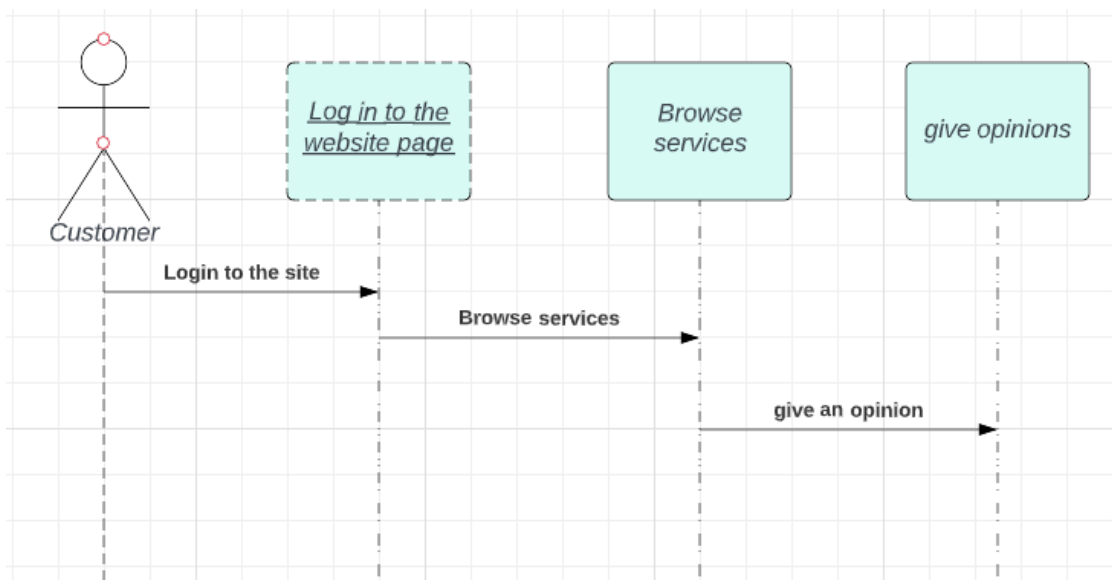 Log in to the
website page
Browse
services
give opinions
Customer
Login to the site
Browse services
give an opinion